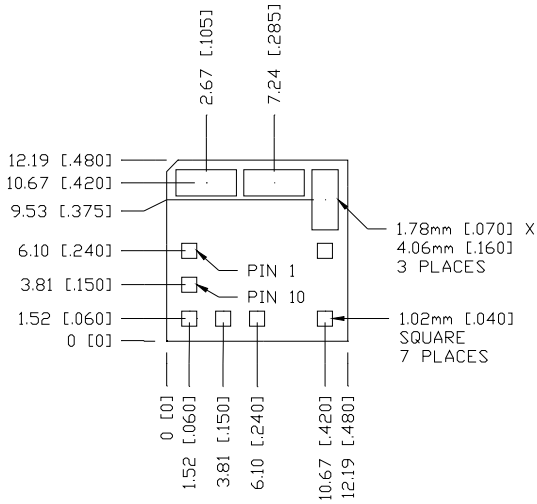 2.67 [.105]
7.24 [.285]
12.19 [.480]
10.67 [.420]
9.53 [.375]
1.78mm [.070] X
4.06mm [.160]
3 PLACES
6.10 [.240]
PIN 1
3.81 [.150]
PIN 10
1.52 [.060]
0 [0]
1.02mm [.040]
SQUARE
7 PLACES
0 [0]
1.52 [.060]
3.81 [.150]
6.10 [.240]
10.67 [.420]
12.19 [.480]